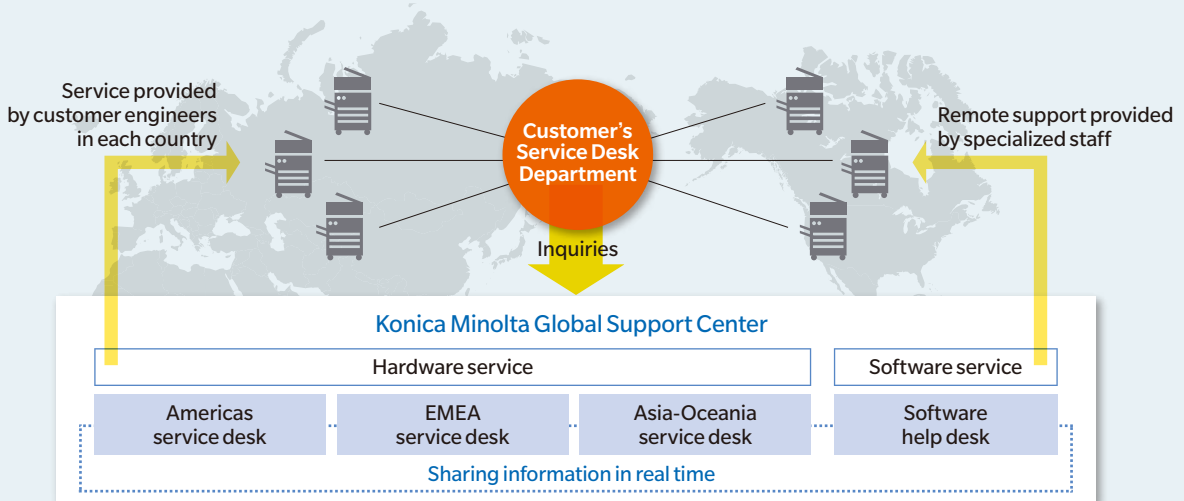 Service provided
by customer engineers
in each country
Customer's
Service Desk
Department
Remote support provided
by specialized staff
Inquiries
Konica Minolta Global Support Center
Hardware service
Software service
Americas
service desk
EMEA
service desk
Asia-Oceania
service desk
Software
help desk
Sharing information in real time